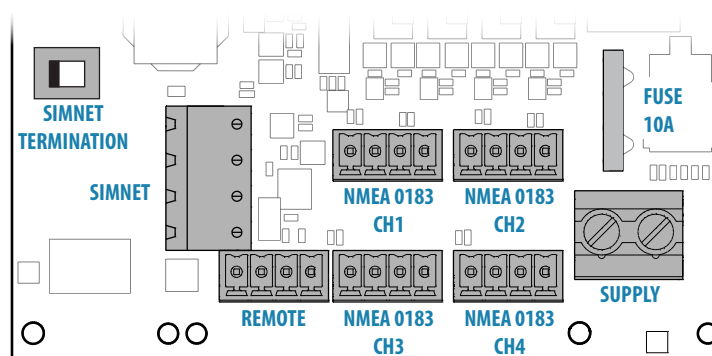 SIMNET
TERMINATION
FUSE
10A
SIMNET
NMEA 0183
CH1
NMEA 0183
CH2
SUPPLY
REMOTE
NMEA 0183
CH3
NMEA 0183
CH4